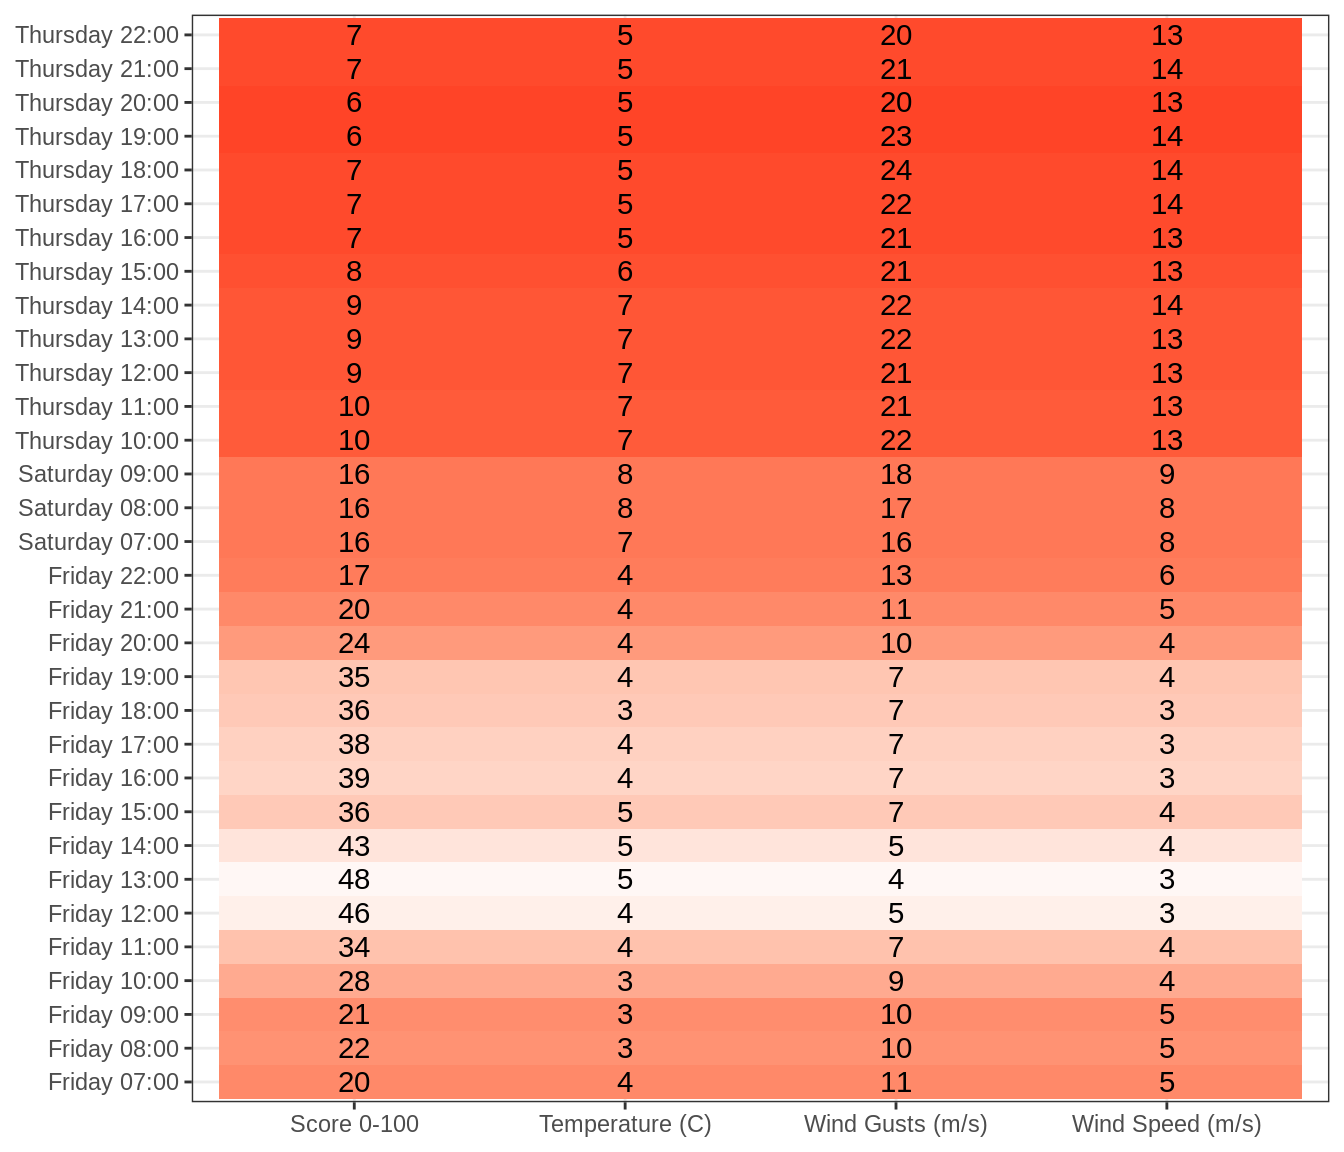 Thursday 22:00 7 5 20 13
Thursday 21:00 7 5 21 14
Thursday 20:00 6 5 20 13
Thursday 19:00 6 5 23 14
Thursday 18:00 7 5 24 14
Thursday 17:00 7 5 22 14
Thursday 16:00 7 5 21 13
Thursday 15:00 8 6 21 13
Thursday 14:00 9 7 22 14
Thursday 13:00 9 7 22 13
Thursday 12:00 9 7 21 13
Thursday 11:00 10 7 21 13
Thursday 10:00 10 7 22 13
Saturday 09:00 16 8 18 9
Saturday 08:00 16 8 17 8
Saturday 07:00 16 7 16 8
Friday 22:00 17 4 13 6
Friday 21:00 20 4 11 5
Friday 20:00 24 4 10 4
Friday 19:00 35 4 7 4
Friday 18:00 36 3 7 3
Friday 17:00 38 4 7 3
Friday 16:00 39 4 7 3
Friday 15:00 36 5 7 4
Friday 14:00 43 5 5 4
Friday 13:00 48 5 4 3
Friday 12:00 46 4 5 3
Friday 11:00 34 4 7 4
Friday 10:00 28 3 9 4
Friday 09:00 21 3 10 5
Friday 08:00 22 3 10 5
Friday 07:00 20 4 11 5
Score 0-100 Temperature (C) Wind Gusts (m/s) Wind Speed (m/s)